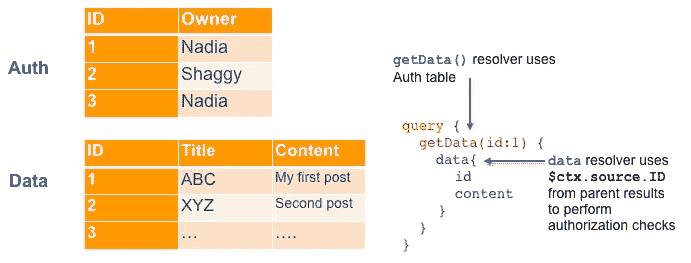 Auth
ID Owner
1 Nadia
2 Shaggy
3 Nadia
Data
ID Title Content
1 ABC My first post
2 XYZ Second post
3 ... ....
getData() resolver uses
Auth table
query {
getData(id:1) {
data{
id
content
}
}
}
data resolver uses
$ctx.source.ID
from parent results
to perform
authorization checks